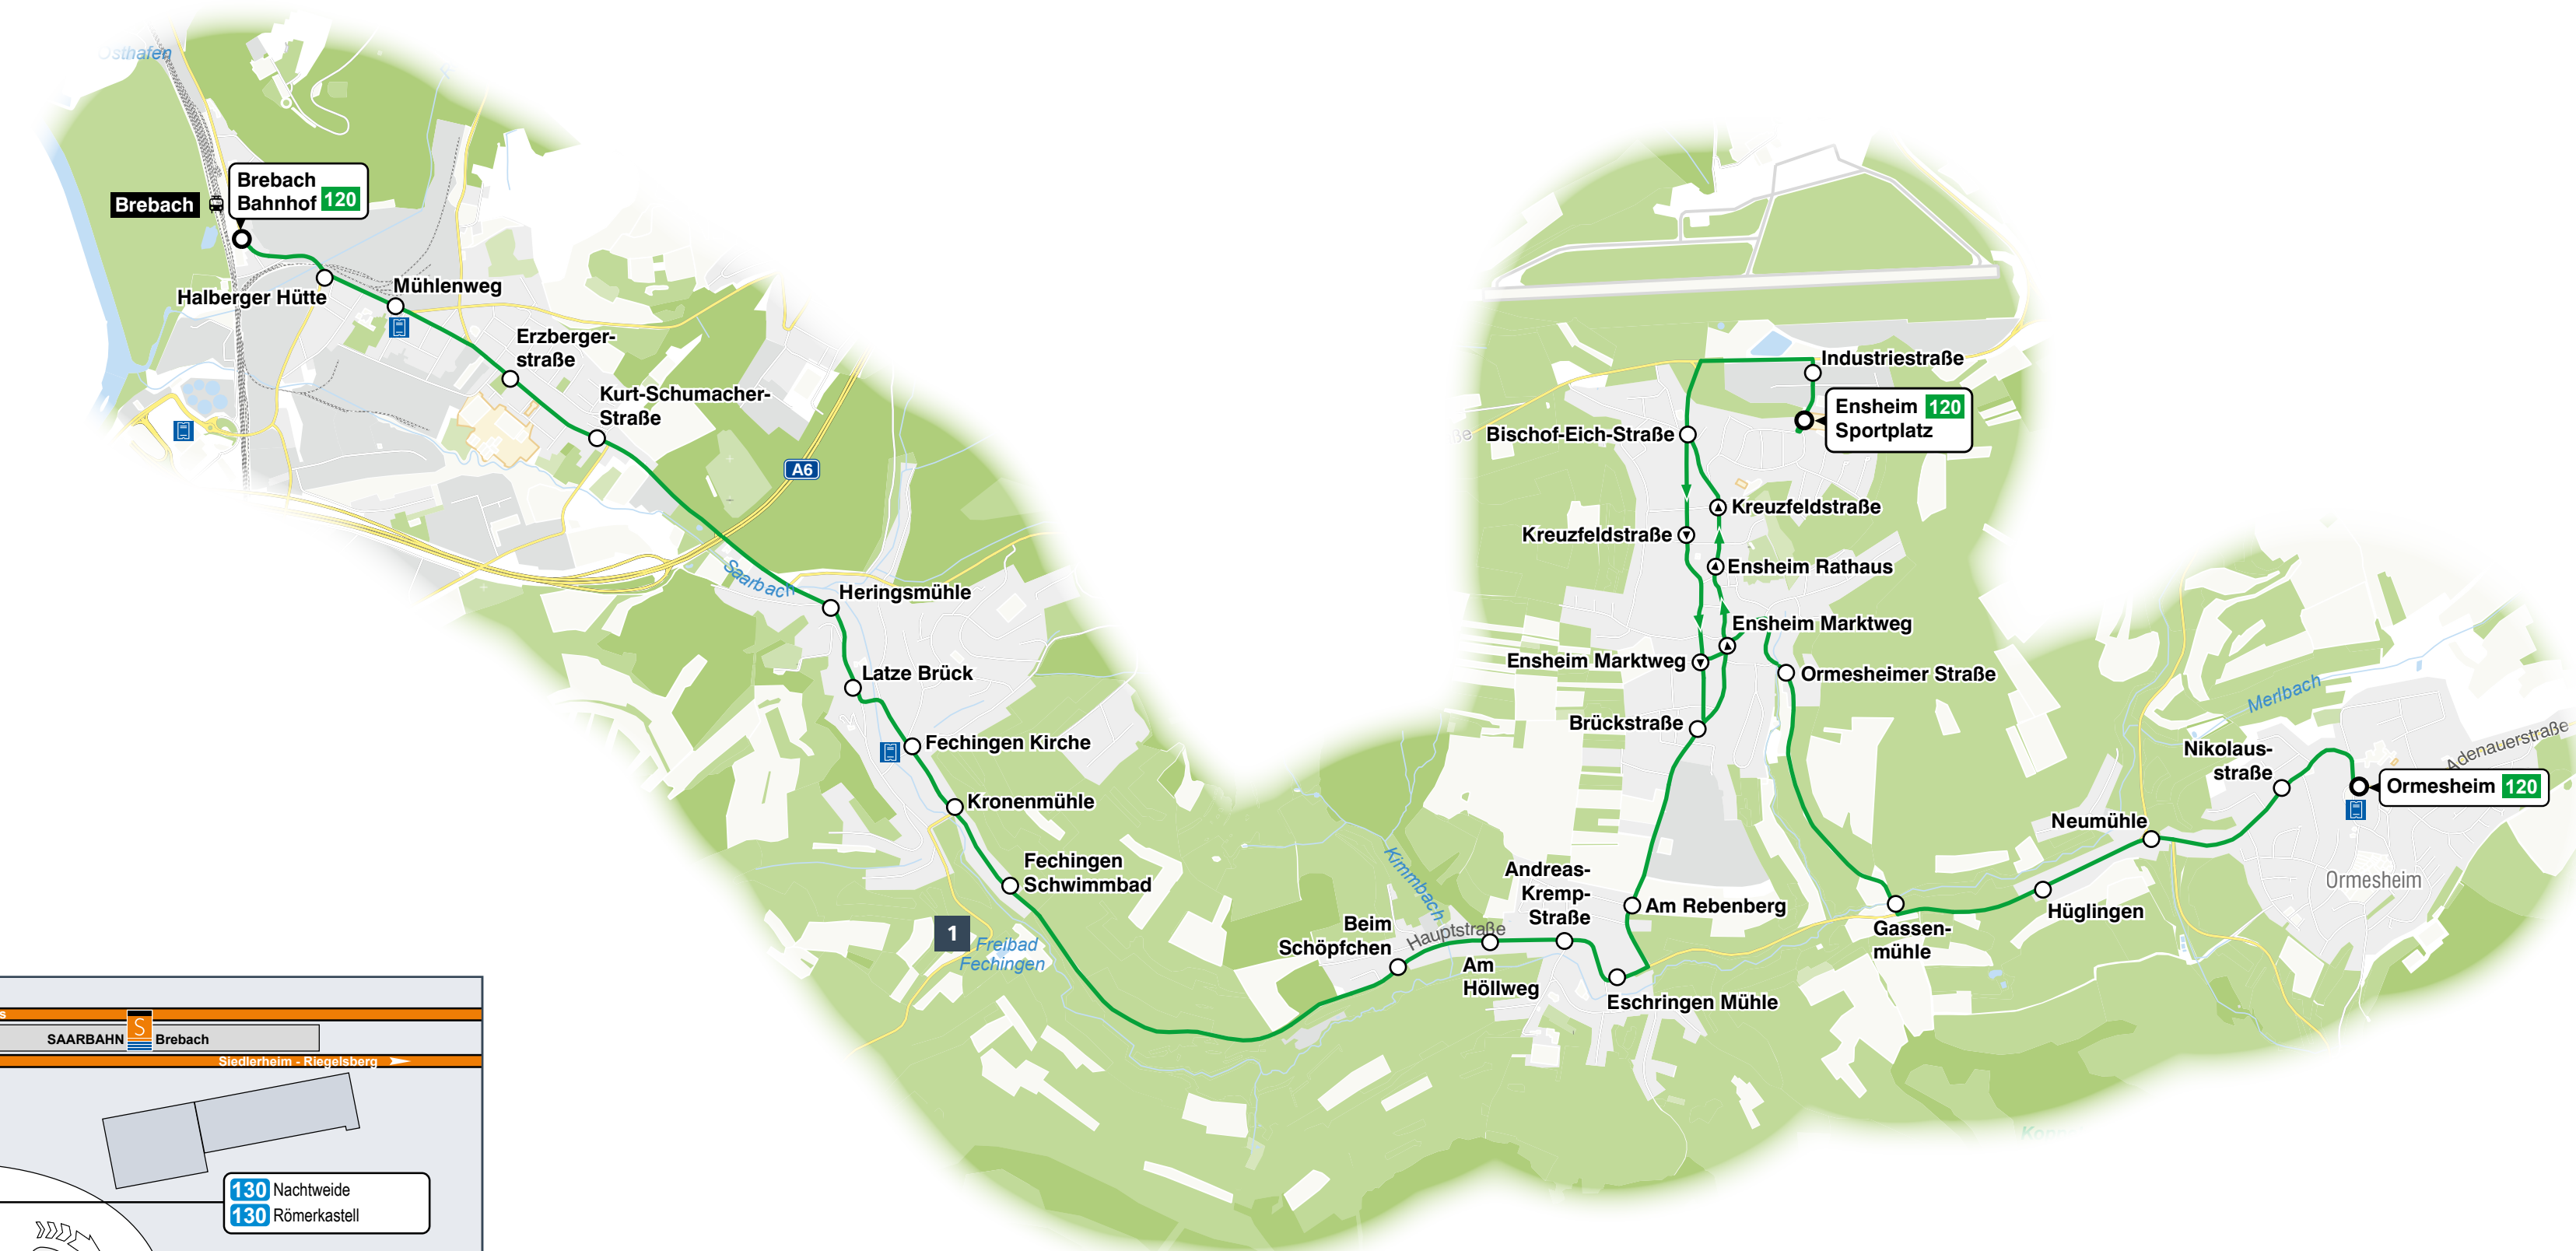 Osthafen
Brebach
Brebach
Bahnhof 120
Halberger Hütte
Mühlenweg
Erzberger-
straße
Kurt-Schumacher-
Straße
A6
Saarbach
Heringsmühle
Latze Brück
Fechingen Kirche
Kronenmühle
Fechingen
Schwimmbad
1
Freibad
Fechingen
Beim
Schöpfchen
Kimmbach
Hauptstraße
Am
Höllweg
Andreas-
Kremp-
Straße
Eschringen Mühle
Am Rebenberg
Brückstraße
Ensheim Marktweg
Ensheim Marktweg
Ensheim Rathaus
Kreuzfeldstraße
Kreuzfeldstraße
Bischof-Eich-Straße
Industriestraße
Ensheim 120
Sportplatz
Ormesheimer Straße
Gassen-
mühle
Hüglingen
Neumühle
Nikolaus-
straße
Merlbach
Adenauerstraße
Ormesheim 120
Ormesheim
SAARBAHN S Brebach
Siedlerheim - Riegelsberg
130 Nachtweide
130 Römerkastell